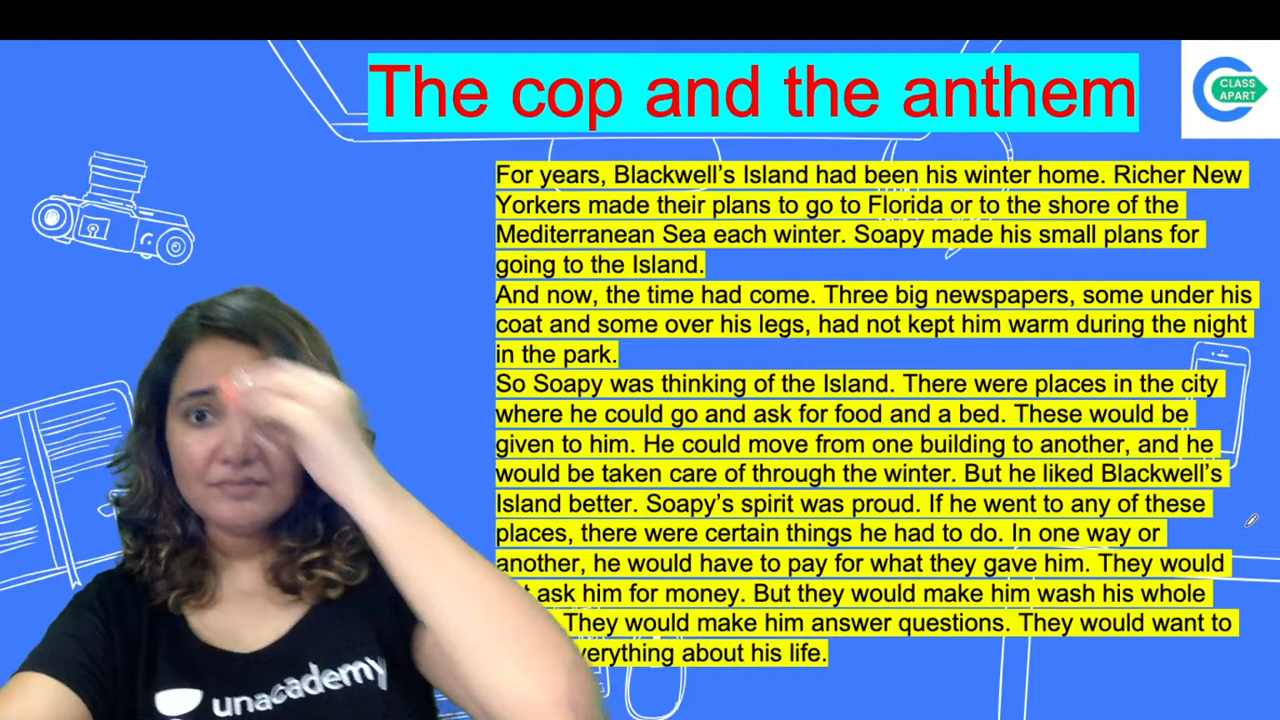 The cop and the anthem
CLASS
APART
For years, Blackwell’s Island had been his winter home. Richer New
Yorkers made their plans to go to Florida or to the shore of the
Mediterranean Sea each winter. Soapy made his small plans for
going to the Island.
And now, the time had come. Three big newspapers, some under his
coat and some over his legs, had not kept him warm during the night
in the park.
So Soapy was thinking of the Island. There were places in the city
where he could go and ask for food and a bed. These would be
given to him. He could move from one building to another, and he
would be taken care of through the winter. But he liked Blackwell’s
Island better. Soapy’s spirit was proud. If he went to any of these
places, there were certain things he had to do. In one way or
another, he would have to pay for what they gave him. They would
ask him for money. But they would make him wash his whole
They would make him answer questions. They would want to
everything about his life.
unacademy